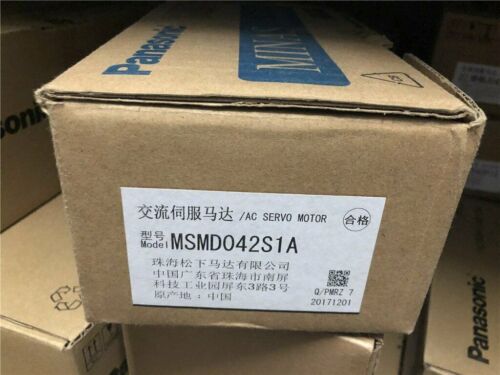 Panasonic
MINAS
交流伺服马达 /AC SERVO MOTOR 合格
型号
Model MSMD042S1A
珠海松下马达有限公司
中国广东省珠海市南屏
科技工业园屏东3路3号
原产地：中国
Q/PMRZ 7
20171201
Panasonic
Panasonic